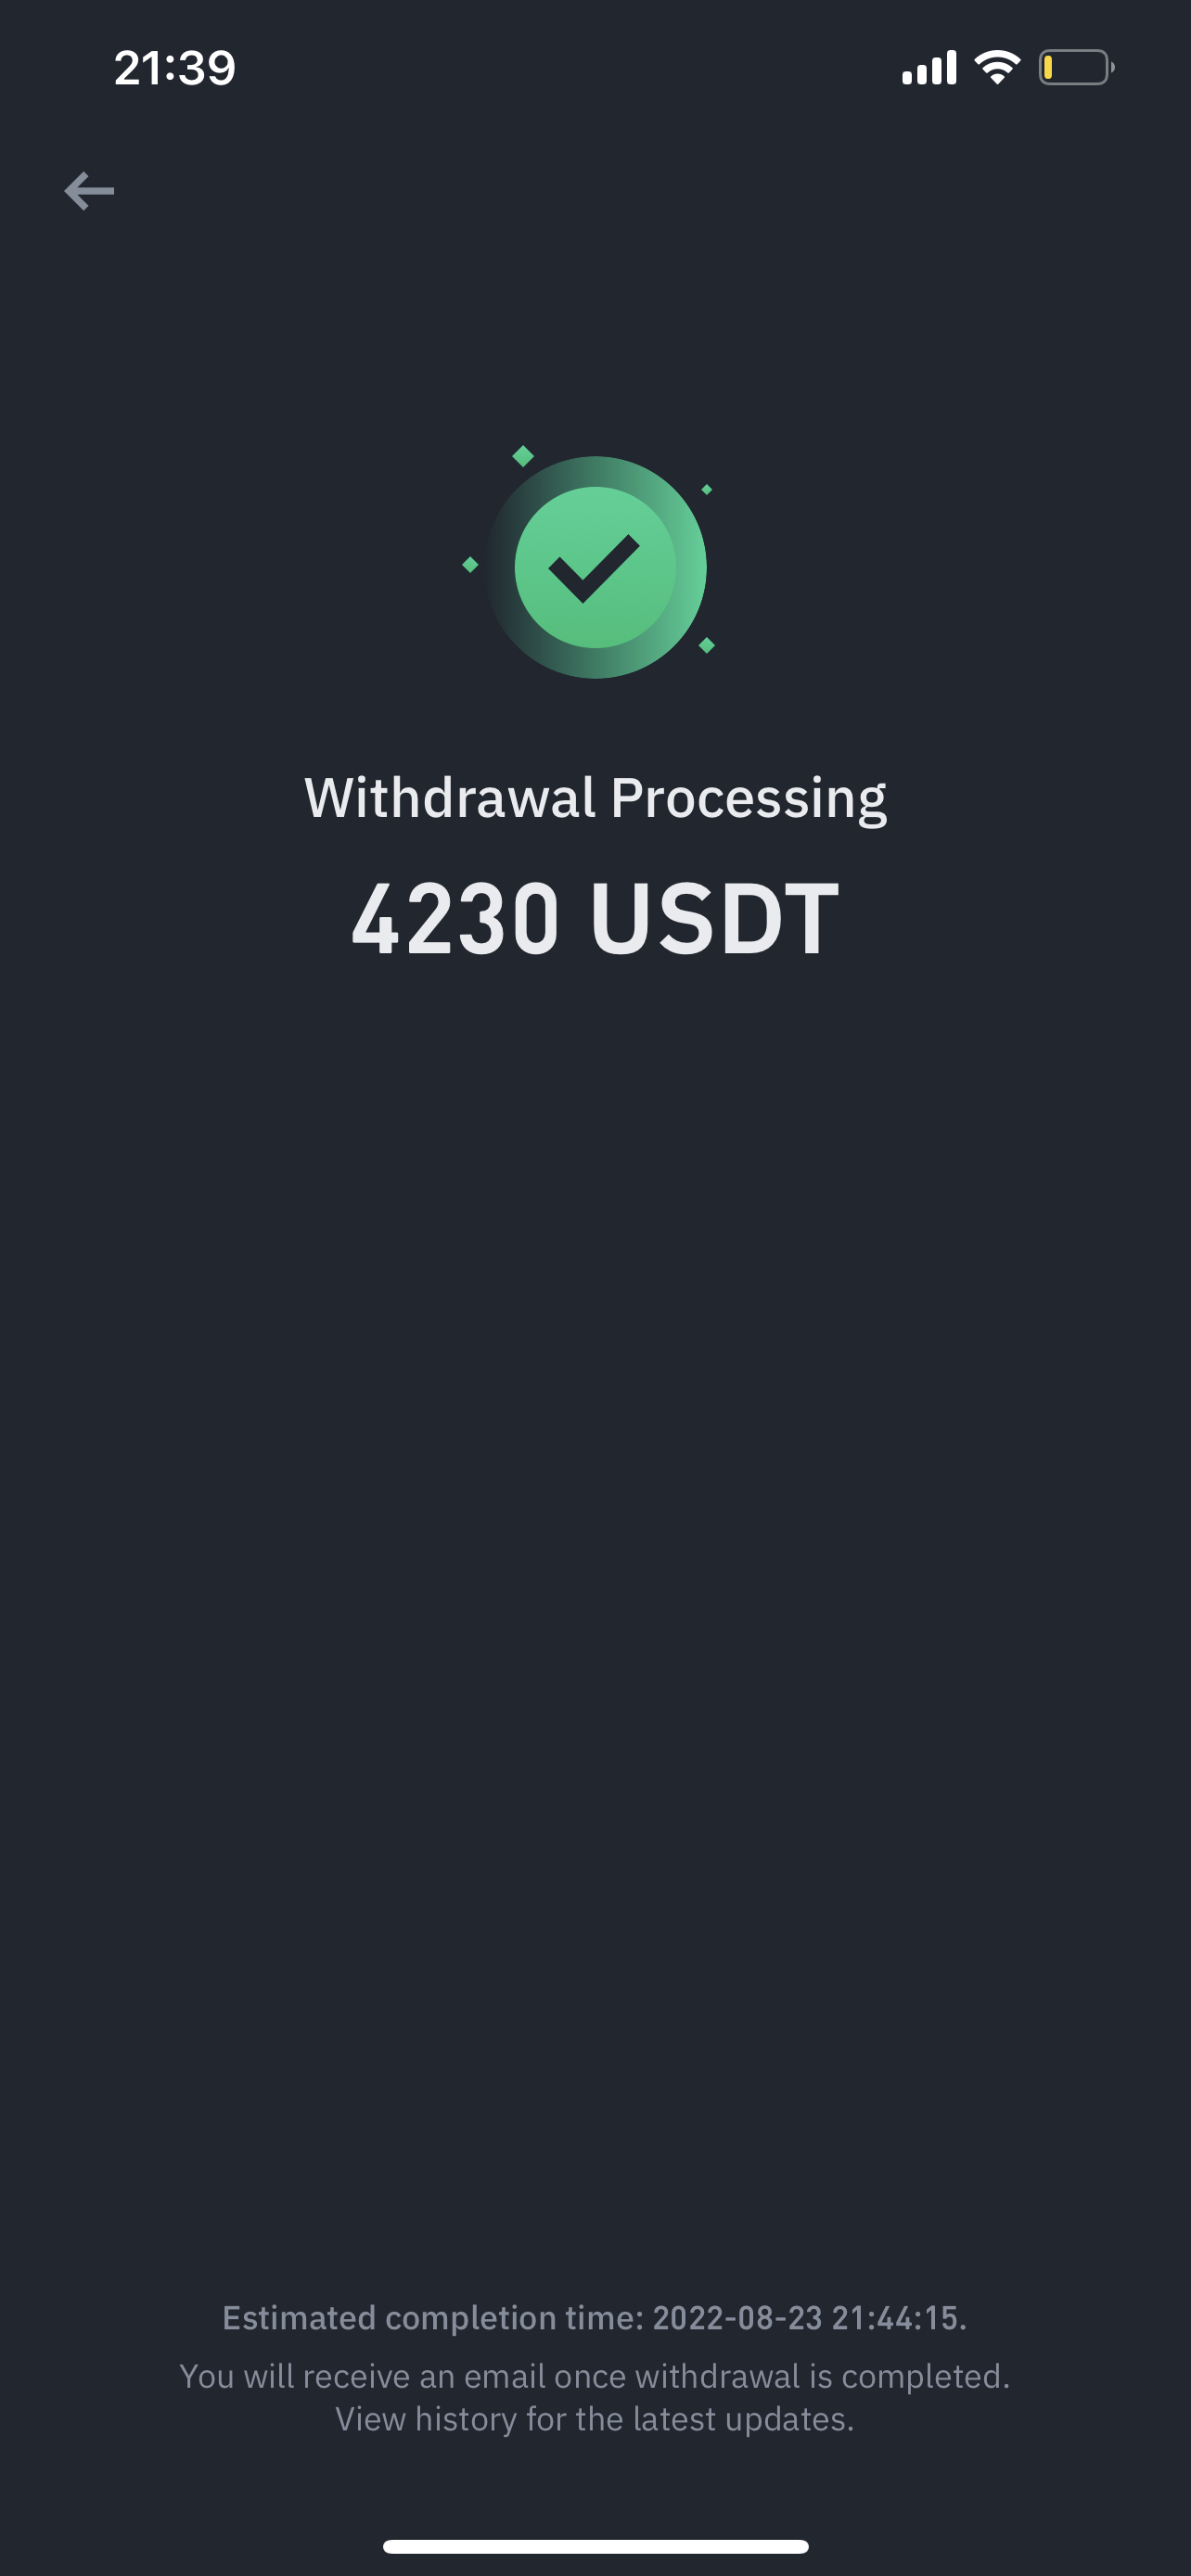 21:39
Withdrawal Processing
4230 USDT
Estimated completion time: 2022-08-23 21:44:15.
You will receive an email once withdrawal is completed.
View history for the latest updates.